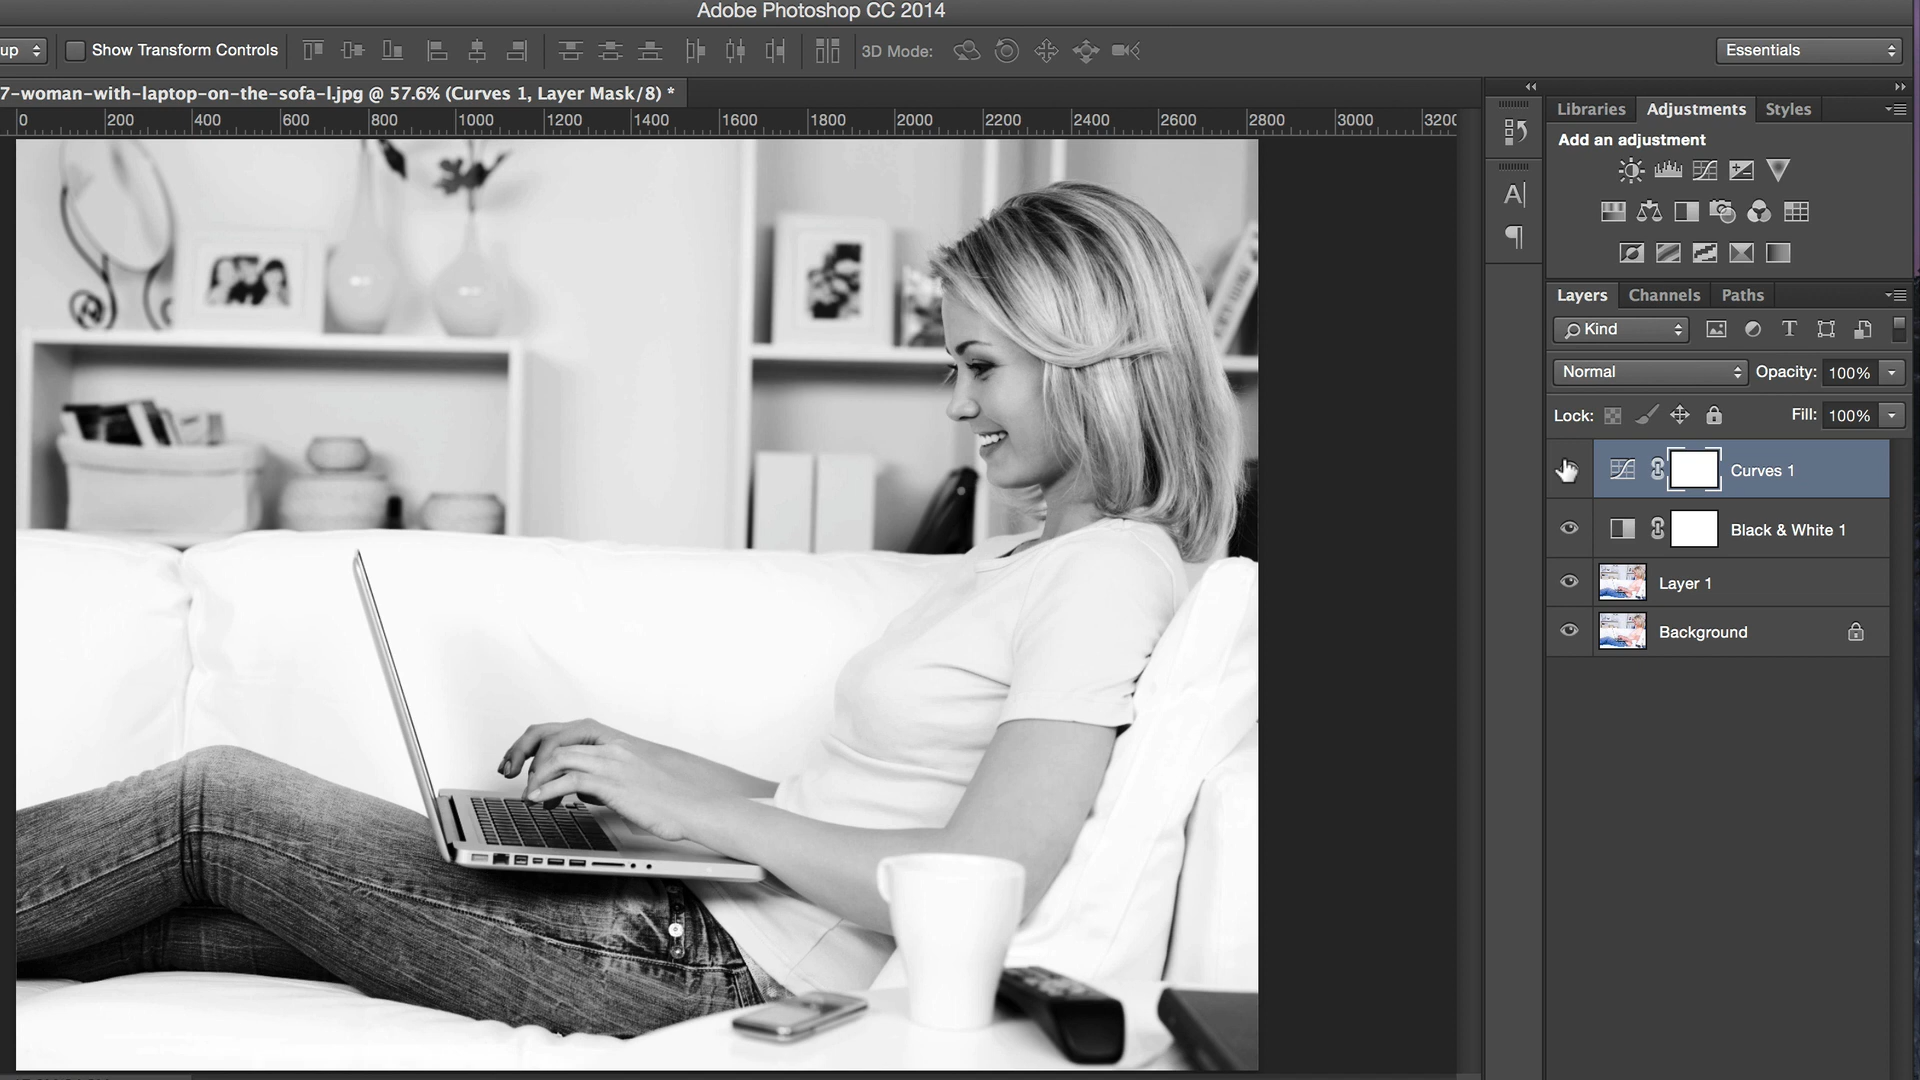 Adobe Photoshop CC 2014
up
Show Transform Controls
3D Mode:
Essentials
7-woman-with-laptop-on-the-sofa-l.jpg @ 57.6% (Curves 1, Layer Mask/8) *
0 200 400 600 800 1000 1200 1400 1600 1800 2000 2200 2400 2600 2800 3000 3200
Libraries Adjustments Styles
Add an adjustment
A|
¶
Layers Channels Paths
Kind
T
Normal
Opacity: 100%
Lock:
Fill: 100%
Curves 1
Black & White 1
Layer 1
Background